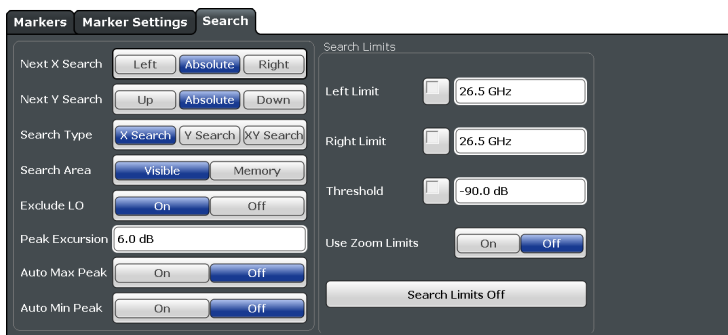 Markers Marker Settings Search
Next X Search Left Absolute Right
Next Y Search Up Absolute Down
Search Type X Search Y Search XY Search
Search Area Visible Memory
Exclude LO On Off
Peak Excursion 6.0 dB
Auto Max Peak On Off
Auto Min Peak On Off
Search Limits
Left Limit 26.5 GHz
Right Limit 26.5 GHz
Threshold -90.0 dB
Use Zoom Limits On Off
Search Limits Off